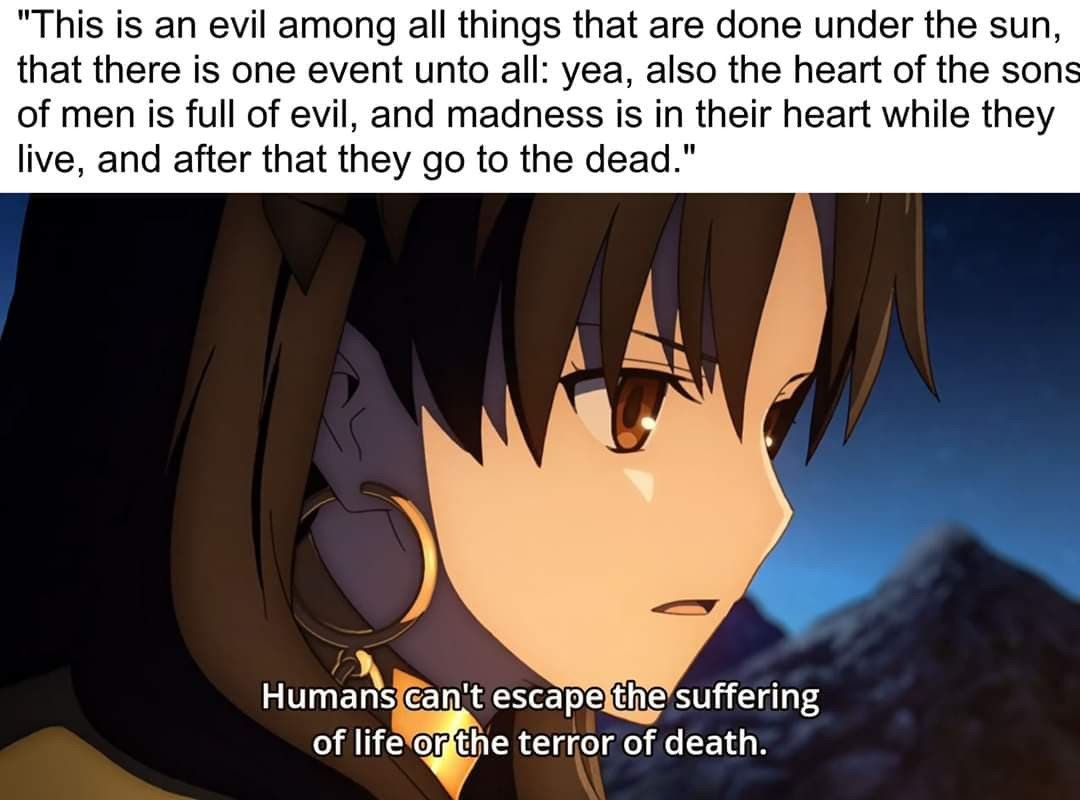 "This is an evil among all things that are done under the sun,
that there is one event unto all: yea, also the heart of the sons
of men is full of evil, and madness is in their heart while they
live, and after that they go to the dead."
Humans can't escape the suffering
of life or the terror of death.